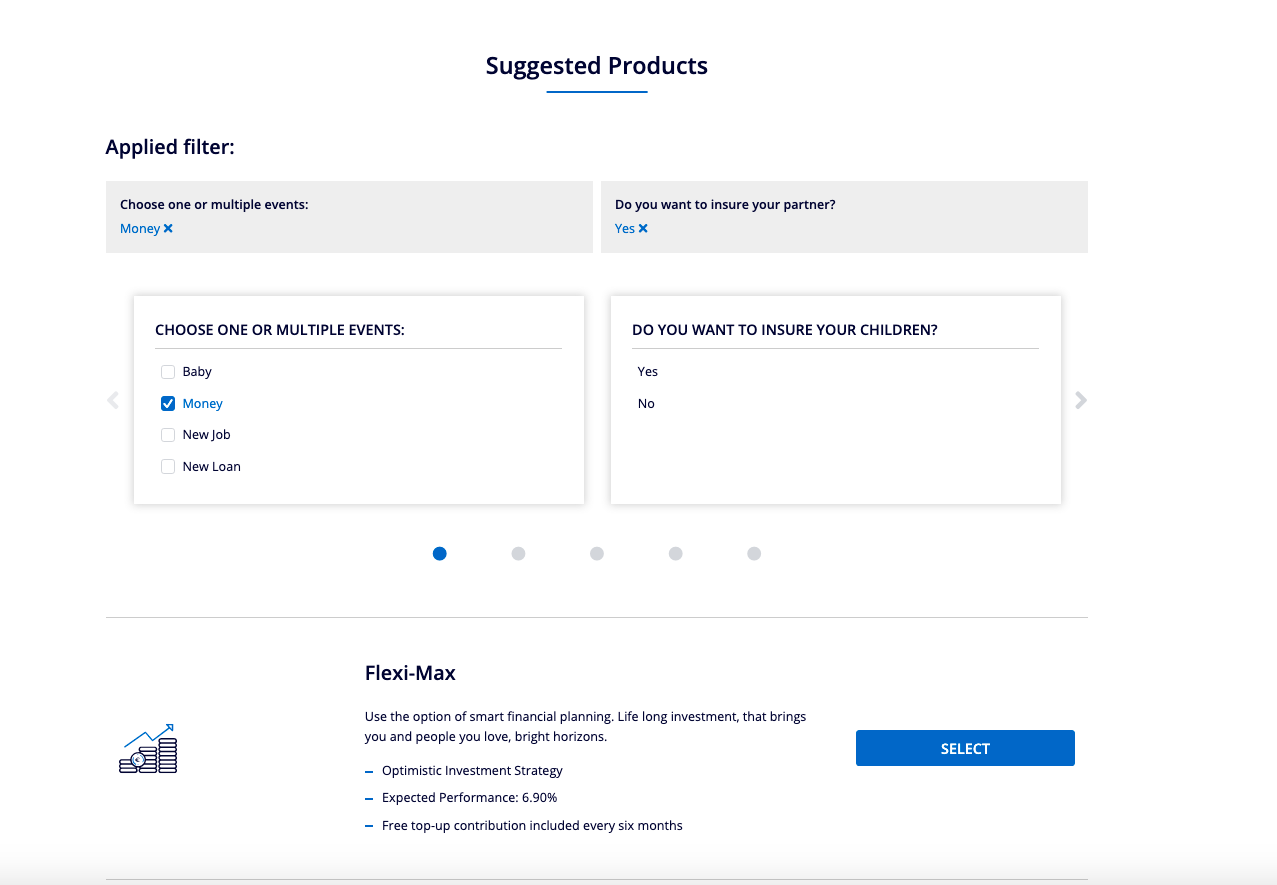 Suggested Products
Applied filter:
Choose one or multiple events:
Money
Do you want to insure your partner?
Yes
CHOOSE ONE OR MULTIPLE EVENTS:
Baby
Money
New Job
New Loan
DO YOU WANT TO INSURE YOUR CHILDREN?
Yes
No
Flexi-Max
Use the option of smart financial planning. Life long investment, that brings
you and people you love, bright horizons.
Optimistic Investment Strategy
Expected Performance: 6.90%
Free top-up contribution included every six months
SELECT